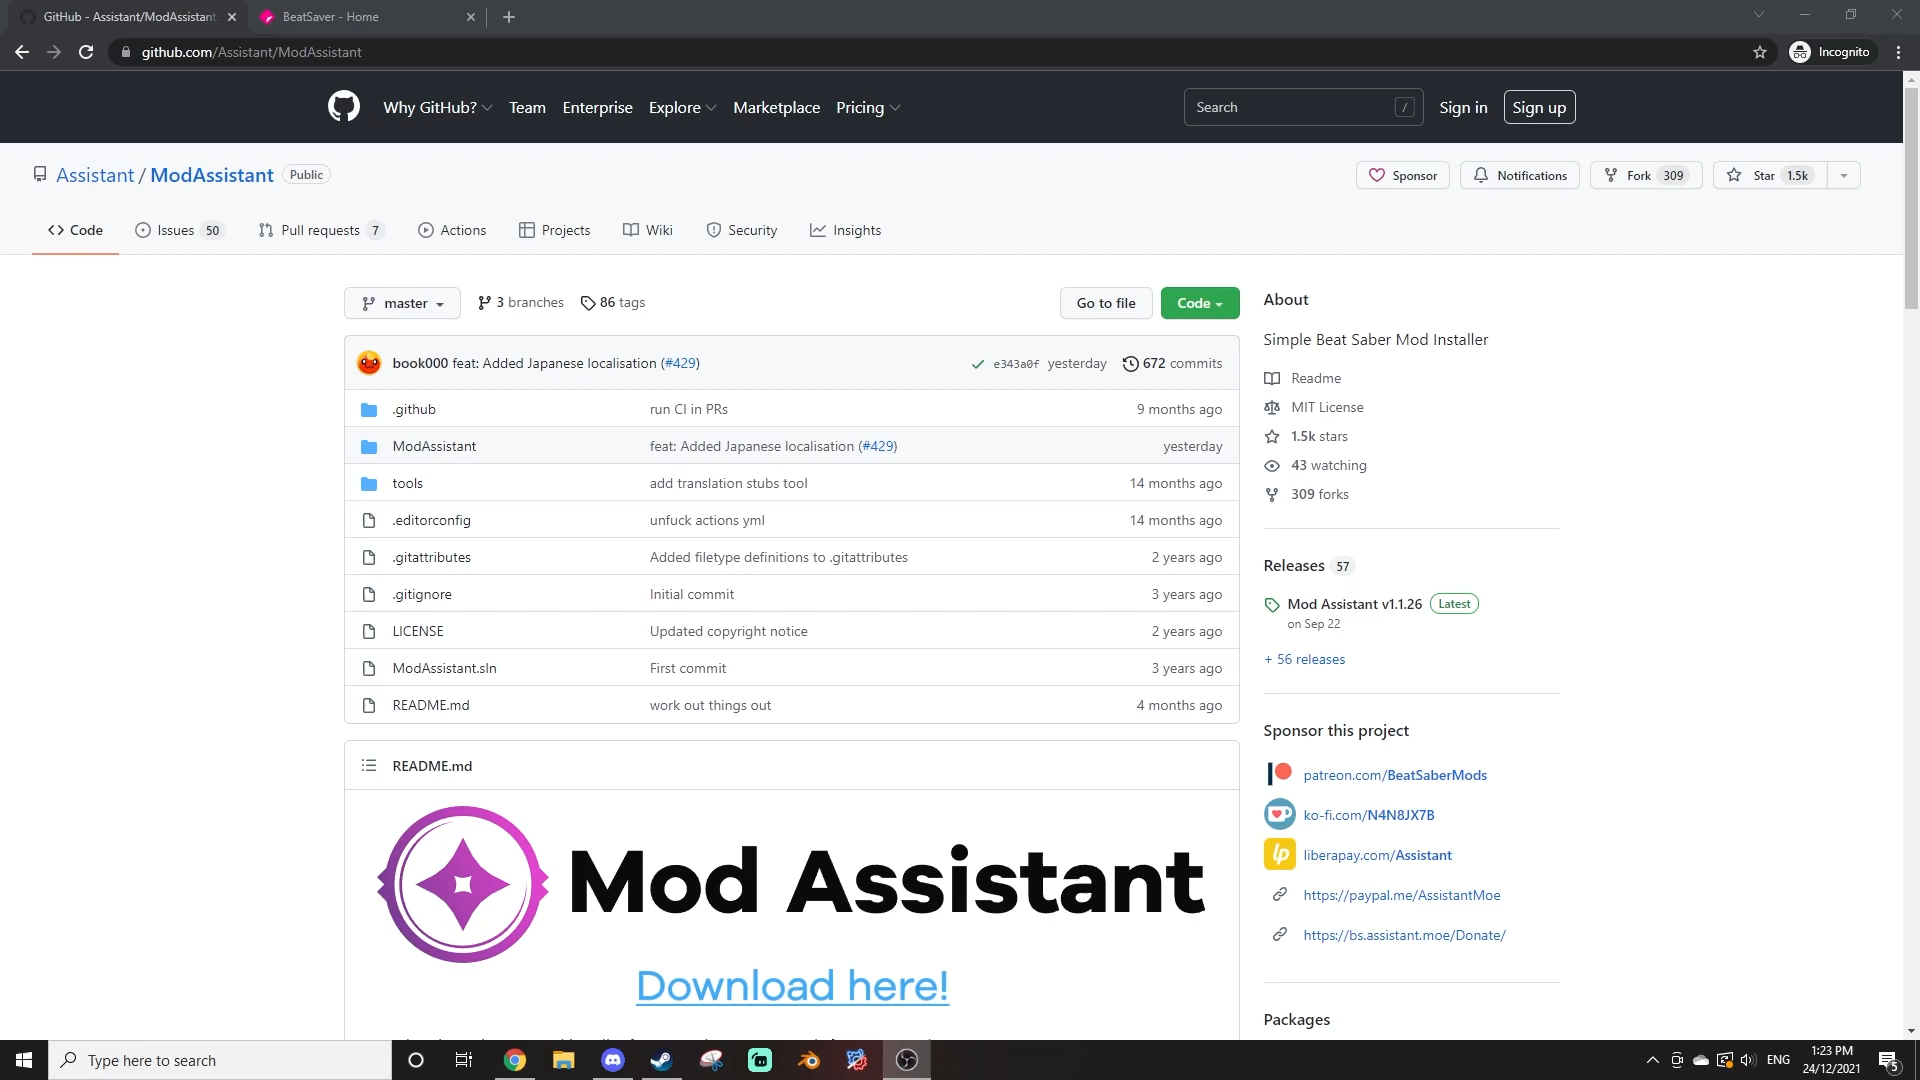 GitHub - Assistant/ModAssistant:
BeatSaver - Home
github.com/Assistant/ModAssistant
Incognito
Why GitHub?
Team
Enterprise
Explore
Marketplace
Pricing
Search
/
Sign in
Sign up
Assistant / ModAssistant
Public
Sponsor
Notifications
Fork 309
Star 1.5k
Code
Issues 50
Pull requests 7
Actions
Projects
Wiki
Security
Insights
master
3 branches
86 tags
Go to file
Code
book000 feat: Added Japanese localisation (#429)
e343a0f yesterday
672 commits
.github run CI in PRs 9 months ago
ModAssistant feat: Added Japanese localisation (#429) yesterday
tools add translation stubs tool 14 months ago
.editorconfig unfuck actions yml 14 months ago
.gitattributes Added filetype definitions to .gitattributes 2 years ago
.gitignore Initial commit 3 years ago
LICENSE Updated copyright notice 2 years ago
ModAssistant.sln First commit 3 years ago
README.md work out things out 4 months ago
README.md
Mod Assistant
Download here!
About
Simple Beat Saber Mod Installer
Readme
MIT License
1.5k stars
43 watching
309 forks
Releases 57
Mod Assistant v1.1.26 Latest
on Sep 22
+ 56 releases
Sponsor this project
patreon.com/BeatSaberMods
ko-fi.com/N4N8JX7B
lp
liberapay.com/Assistant
https://paypal.me/AssistantMoe
https://bs.assistant.moe/Donate/
Packages
Type here to search
ENG
1:23 PM
24/12/2021
5